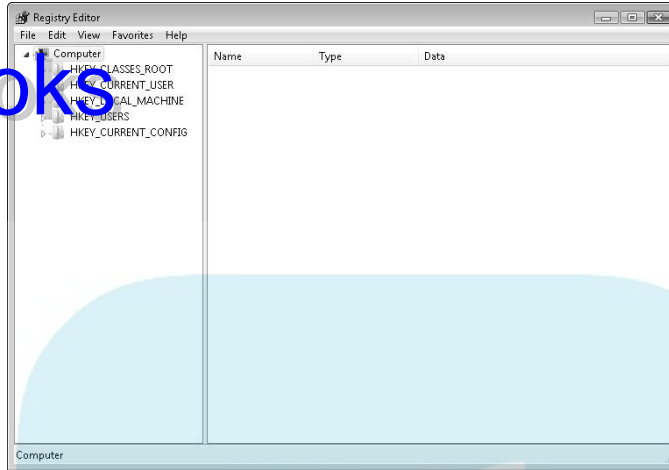 Registry Editor
File Edit View Favorites Help
Computer
Name Type Data
HKEY_CLASSES_ROOT
HKEY_CURRENT_USER
HKEY_LOCAL_MACHINE
HKEY_USERS
HKEY_CURRENT_CONFIG
oks
Computer